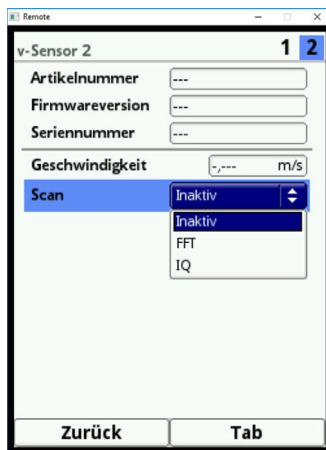 Remote
v-Sensor 2 1 2
Artikelnummer ---
Firmwareversion ---
Seriennummer ---
Geschwindigkeit -,--- m/s
Scan Inaktiv
Inaktiv
FFT
IQ
Zurück Tab